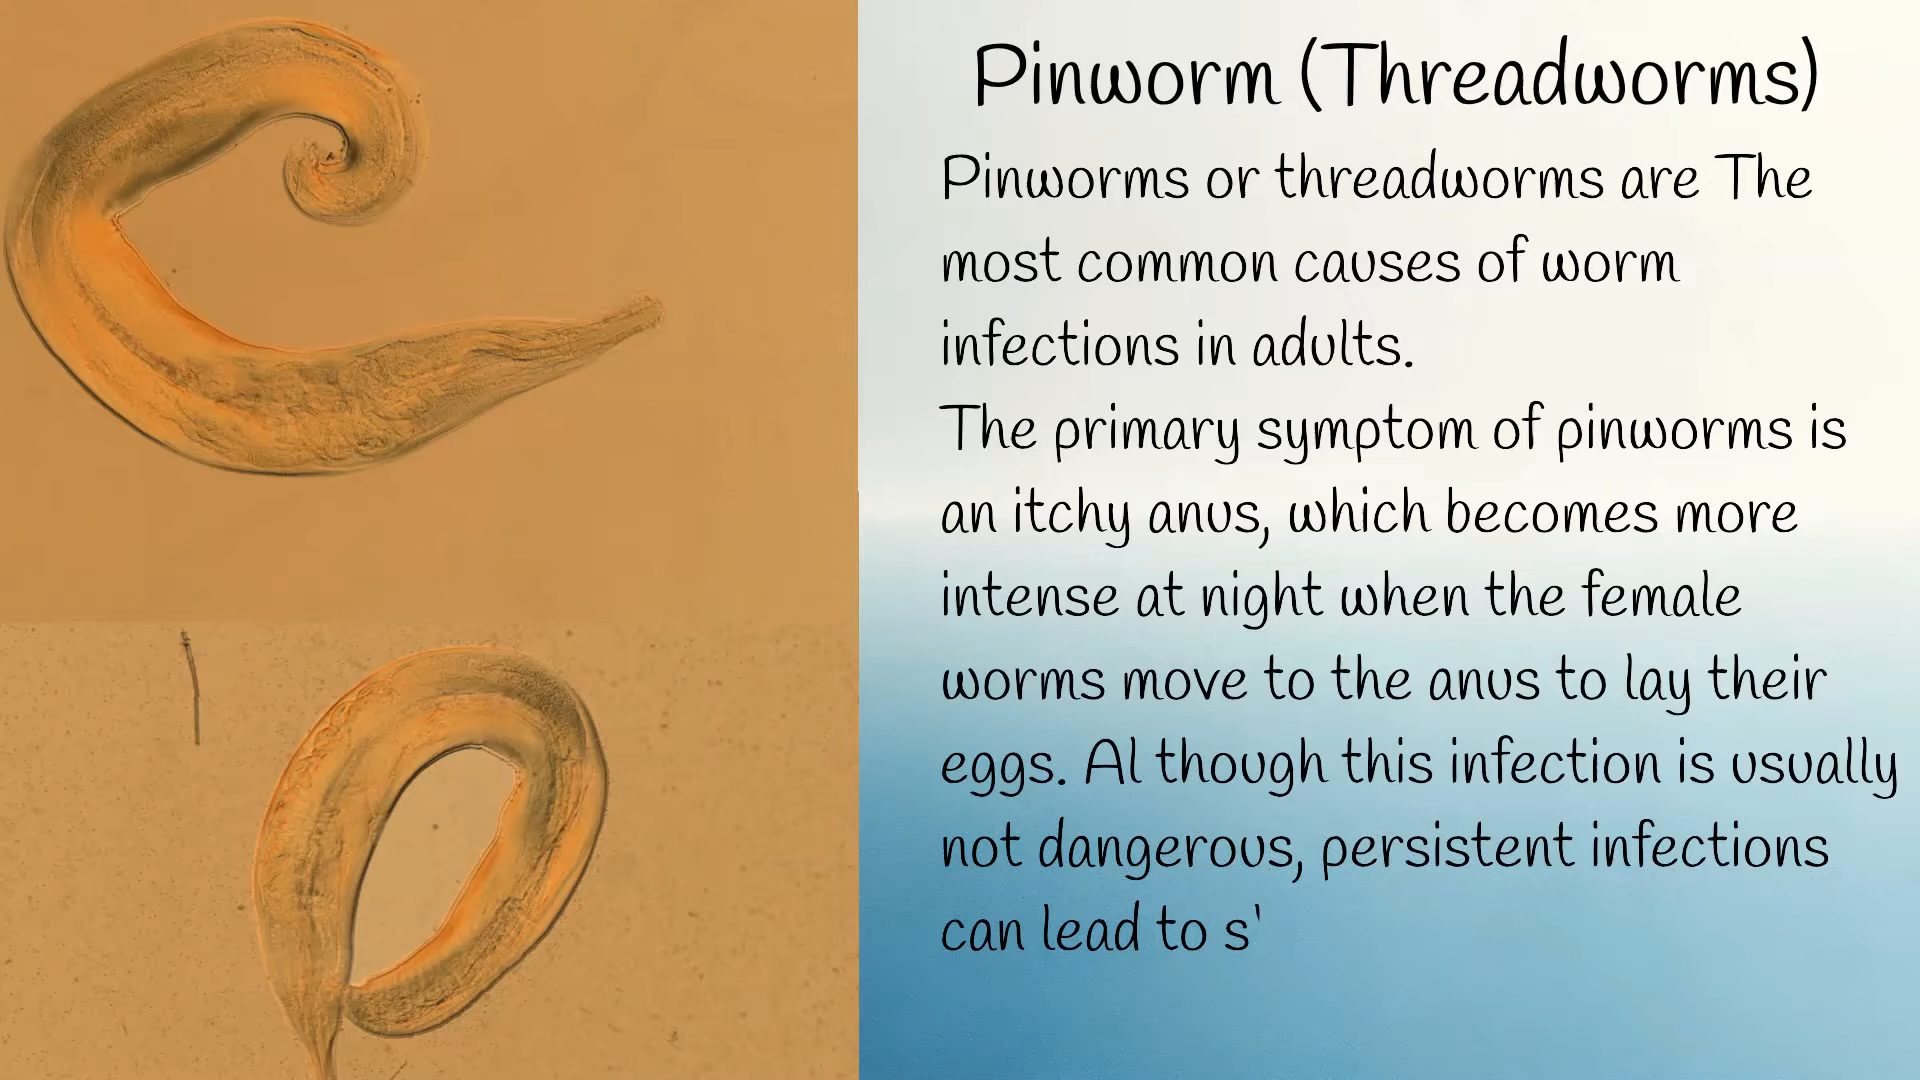 Pinworm (Threadworms)
Pinworms or threadworms are The
most common causes of worm
infections in adults.
The primary symptom of pinworms is
an itchy anus, which becomes more
intense at night when the female
worms move to the anus to lay their
eggs. Al though this infection is usually
not dangerous, persistent infections
can lead to s'